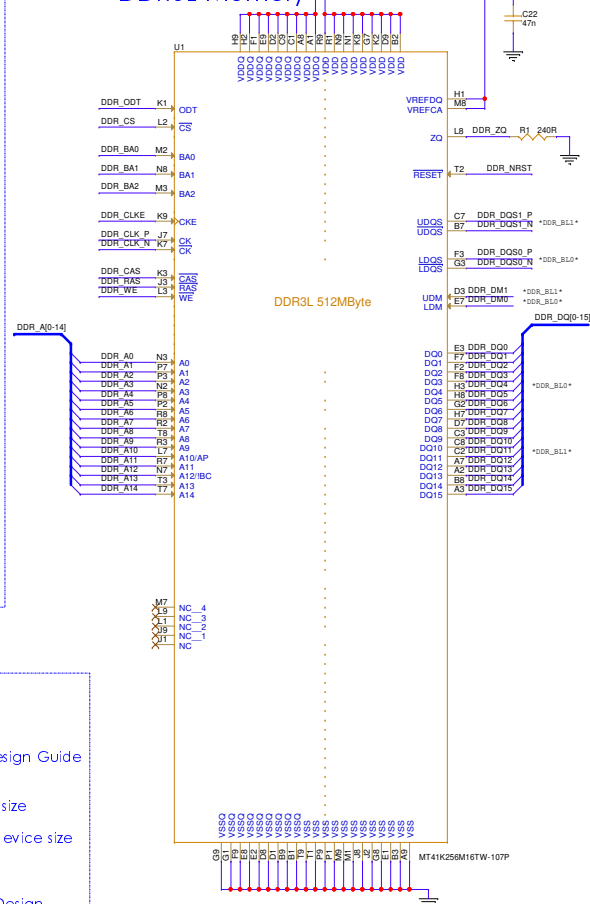 C22
47n
U1
H9 H2 F1 E9 D2 C9 C1 A8 A1 R9 R1 N9 N1 K8 G7 K2 D9 B2
VDDQ VDDQ VDDQ VDDQ VDDQ VDDQ VDDQ VDDQ VDDQ VDD VDD VDD VDD VDD VDD VDD VDD VDD
DDR_ODT K1 ODT
DDR_CS L2 CS
DDR_BA0 M2 BA0
DDR_BA1 N8 BA1
DDR_BA2 M3 BA2
DDR_CLKE K9 CKE
DDR_CLK_P J7 CK
DDR_CLK_N K7 CK
DDR_CAS K3 CAS
DDR_RAS J3 RAS
DDR_WE L3 WE
DDR_A[0-14]
DDR_A0 N3 A0
DDR_A1 P7 A1
DDR_A2 P3 A2
DDR_A3 N2 A3
DDR_A4 P8 A4
DDR_A5 P2 A5
DDR_A6 R8 A6
DDR_A7 R2 A7
DDR_A8 T8 A8
DDR_A9 R3 A9
DDR_A10 L7 A10/AP
DDR_A11 R7 A11
DDR_A12 N7 A12/!BC
DDR_A13 T3 A13
DDR_A14 T7 A14
M7 NC__4
L9 NC__3
L1 NC__2
J9 NC__1
J1 NC
DDR3L 512MByte
VREFDQ H1
VREFCA M8
ZQ L8 DDR_ZQ R1 240R
RESET T2 DDR_NRST
UDQS C7 DDR_DQS1_P
UDQS B7 DDR_DQS1_N *DDR_BL1*
LDQS F3 DDR_DQS0_P
LDQS G3 DDR_DQS0_N *DDR_BL0*
UDM D3 DDR_DM1 *DDR_BL1*
LDM E7 DDR_DM0 *DDR_BL0*
DDR_DQ[0-15]
DQ0 E3 DDR_DQ0
DQ1 F7 DDR_DQ1
DQ2 F2 DDR_DQ2
DQ3 F8 DDR_DQ3
DQ4 H3 DDR_DQ4 *DDR_BL0*
DQ5 H8 DDR_DQ5
DQ6 G2 DDR_DQ6
DQ7 H7 DDR_DQ7
DQ8 D7 DDR_DQ8
DQ9 C3 DDR_DQ9
DQ10 C8 DDR_DQ10
DQ11 C2 DDR_DQ11 *DDR_BL1*
DQ12 A7 DDR_DQ12
DQ13 A2 DDR_DQ13
DQ14 B8 DDR_DQ14
DQ15 A3 DDR_DQ15
esign Guide
size
evice size
Design
VSSQ VSSQ VSSQ VSSQ VSSQ VSSQ VSSQ VSSQ VSSQ VSS VSS VSS VSS VSS VSS VSS VSS VSS VSS VSS VSS
G9 G1 F9 E8 E2 D8 D1 B9 B1 T9 T1 P9 P1 M9 M1 J8 J2 G8 E1 B3 A9
MT41K256M16TW-107P